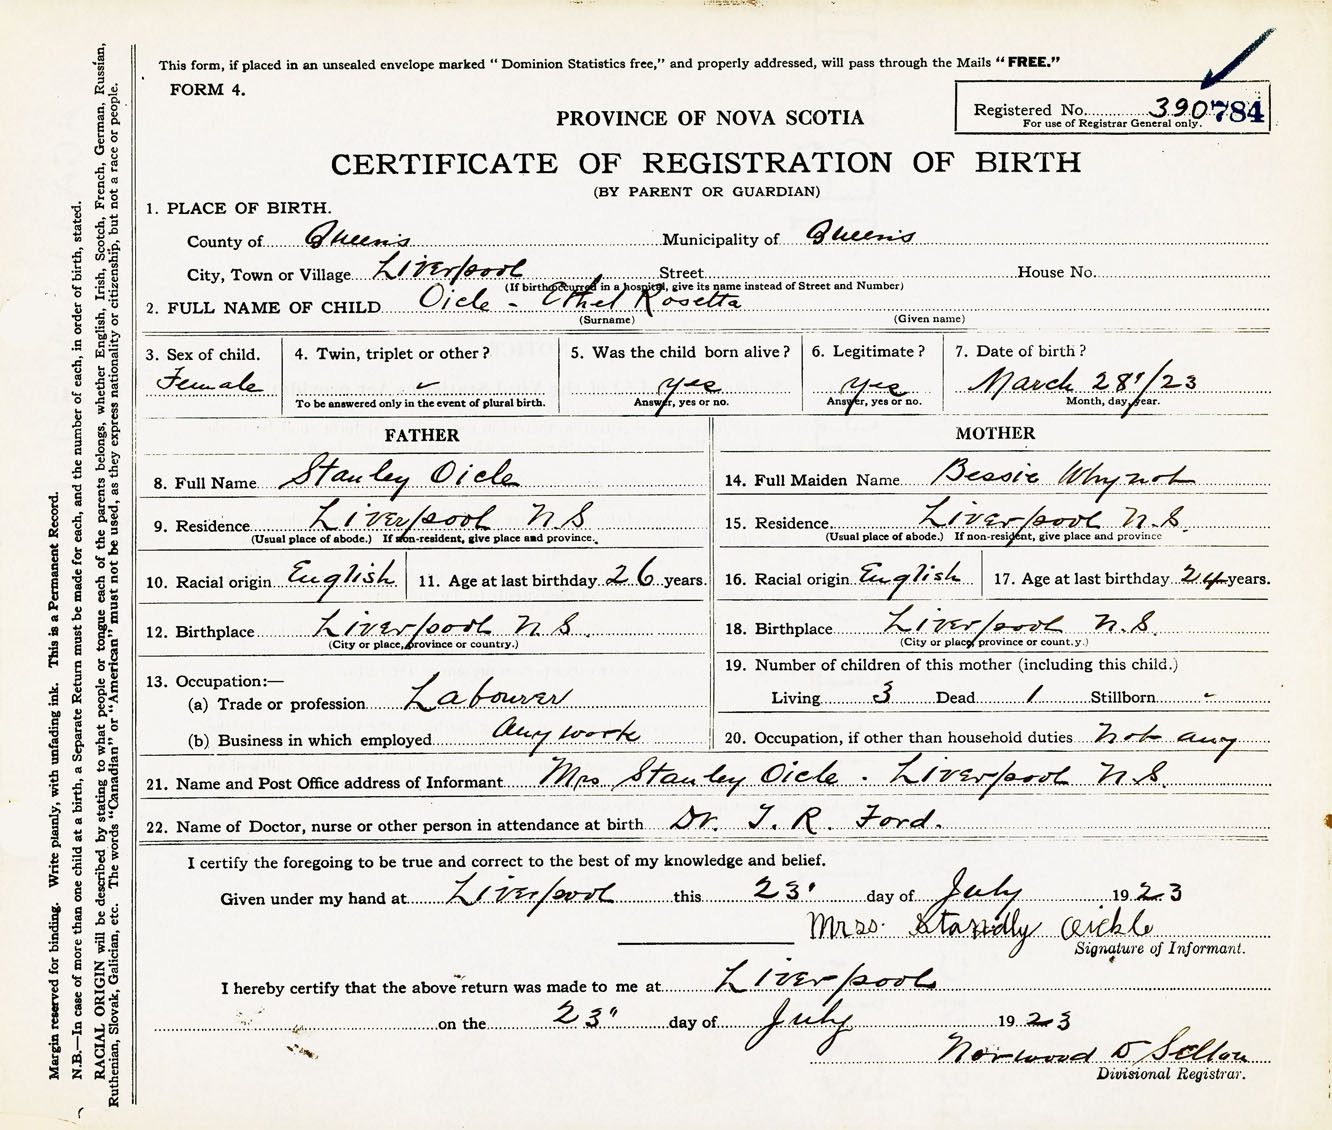 This form, if placed in an unsealed envelope marked “ Dominion Statistics free,” and properly addressed, will pass through the Mails “ FREE.”
FORM 4.
Registered No. 390 784
For use of Registrar General only.
PROVINCE OF NOVA SCOTIA
CERTIFICATE OF REGISTRATION OF BIRTH
(BY PARENT OR GUARDIAN)
1. PLACE OF BIRTH.
County of Queens Municipality of Queens
City, Town or Village Liverpool Street House No.
(If birth occurred in a hospital, give its name instead of Street and Number)
2. FULL NAME OF CHILD Oicle - Ethel Rosetta
(Surname) (Given name)
3. Sex of child. 4. Twin, triplet or other ? 5. Was the child born alive ? 6. Legitimate ? 7. Date of birth ?
Female yes yes March 28"/23
To be answered only in the event of plural birth. Answer, yes or no. Answer, yes or no. Month, day, year.
FATHER
8. Full Name Stanley Oicle
9. Residence Liverpool N S
(Usual place of abode.) If non-resident, give place and province.
10. Racial origin English 11. Age at last birthday 26 years.
12. Birthplace Liverpool N S.
(City or place, province or country.)
13. Occupation:—
(a) Trade or profession Labourer
(b) Business in which employed Any work
MOTHER
14. Full Maiden Name Bessie Whynot
15. Residence Liverpool N.S
(Usual place of abode.) If non-resident, give place and province
16. Racial origin English 17. Age at last birthday 24 years.
18. Birthplace Liverpool N.S.
(City or place, province or count.y.)
19. Number of children of this mother (including this child.)
Living 3 Dead 1 Stillborn -
20. Occupation, if other than household duties Not any
21. Name and Post Office address of Informant Mrs Stanley Oicle . Liverpool N.S.
22. Name of Doctor, nurse or other person in attendance at birth Dr. J. R. Ford.
I certify the foregoing to be true and correct to the best of my knowledge and belief.
Given under my hand at Liverpool this 23" day of July 1923
Mrss. Standly Oickle
Signature of Informant.
I hereby certify that the above return was made to me at Liverpool
on the 23" day of July 1923
Norwood D Sellon
Divisional Registrar.
Margin reserved for binding. Write plainly, with unfading ink. This is a Permanent Record.
N.B.—In case of more than one child at a birth, a Separate Return must be made for each, and the number of each, in order of birth, stated.
RACIAL ORIGIN will be described by stating to what people or tongue each of the parents belongs, whether English, Irish, Scotch, French, German, Russian,
Ruthenian, Slovak, Galician, etc. The words “Canadian” or “American” must not be used, as they express nationality or citizenship, but not a race or people.